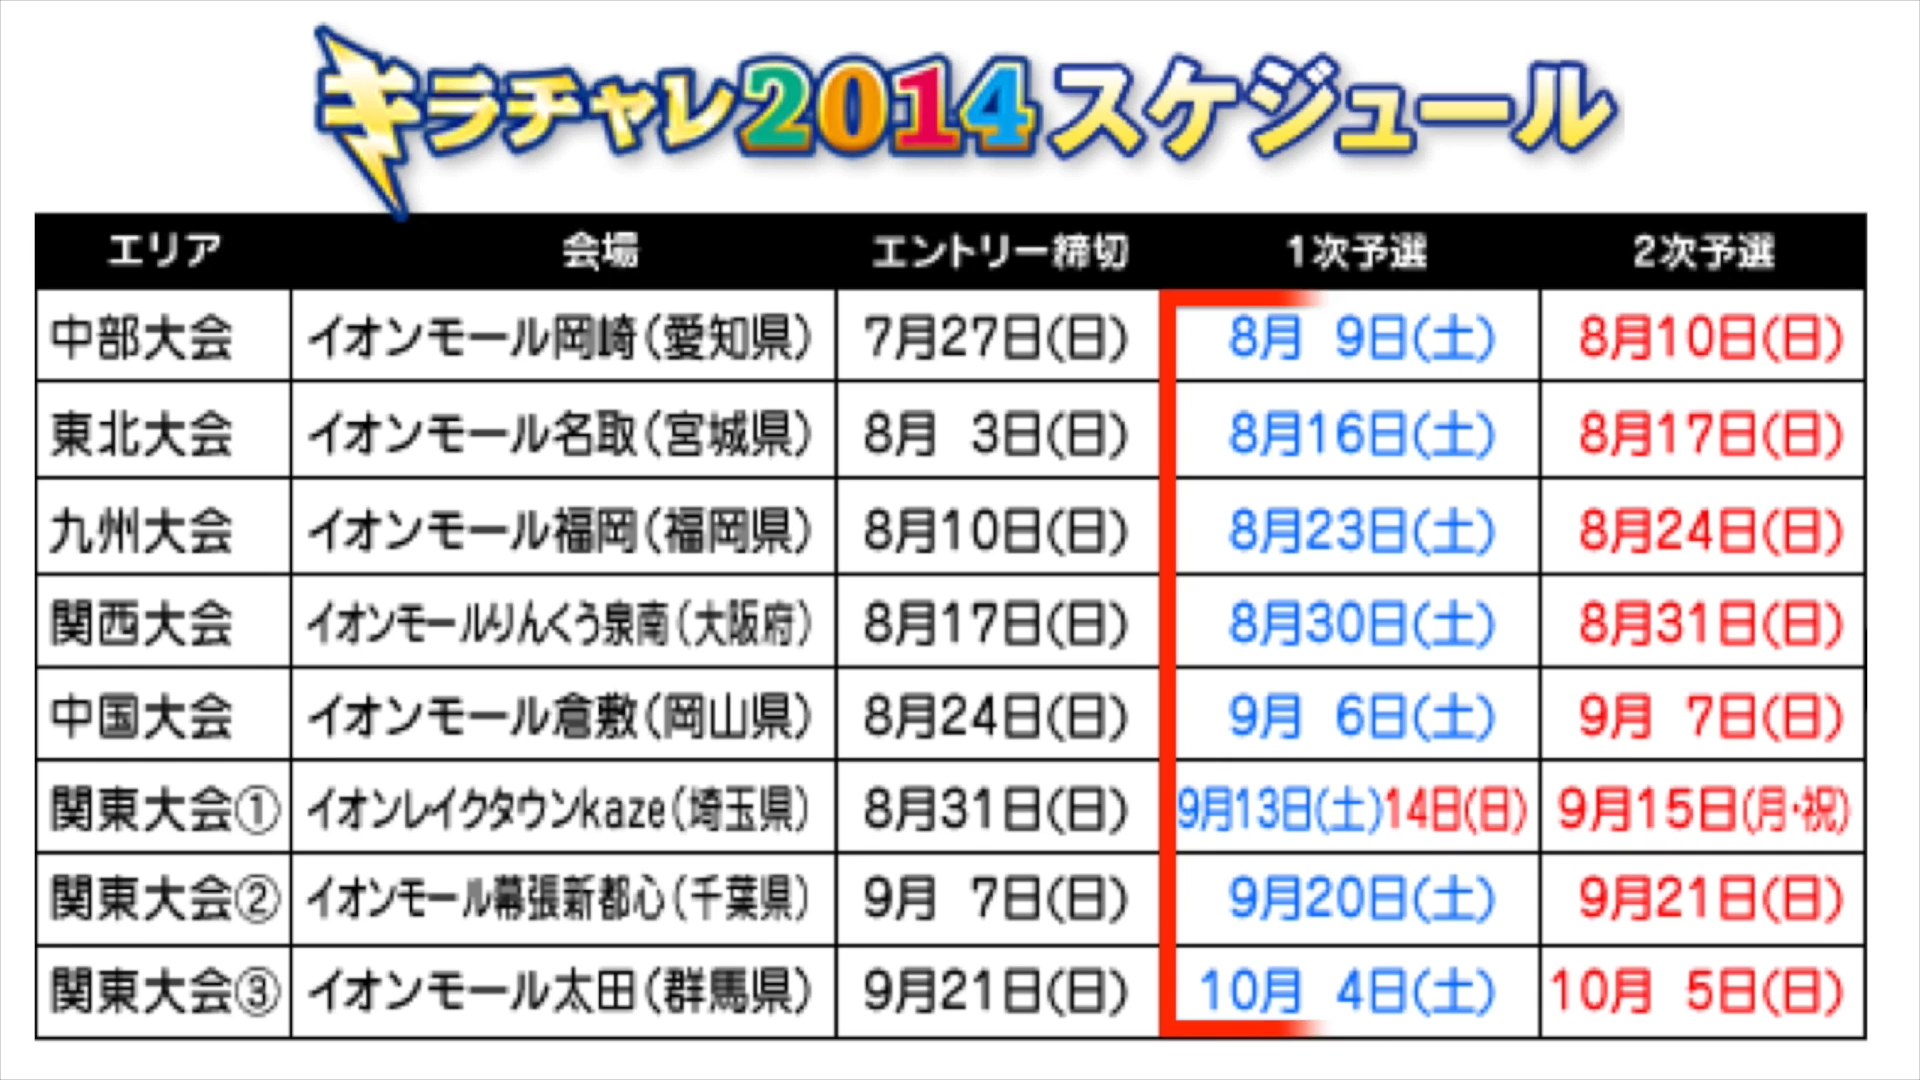 キラチャレ2014スケジュール
エリア 会場 エントリー締切 1次予選 2次予選
中部大会 イオンモール岡崎(愛知県) 7月27日(日) 8月 9日(土) 8月10日(日)
東北大会 イオンモール名取(宮城県) 8月 3日(日) 8月16日(土) 8月17日(日)
九州大会 イオンモール福岡(福岡県) 8月10日(日) 8月23日(土) 8月24日(日)
関西大会 イオンモールりんくう泉南(大阪府) 8月17日(日) 8月30日(土) 8月31日(日)
中国大会 イオンモール倉敷(岡山県) 8月24日(日) 9月 6日(土) 9月 7日(日)
関東大会① イオンレイクタウンkaze(埼玉県) 8月31日(日) 9月13日(土)14日(日) 9月15日(月・祝)
関東大会② イオンモール幕張新都心(千葉県) 9月 7日(日) 9月20日(土) 9月21日(日)
関東大会③ イオンモール太田(群馬県) 9月21日(日) 10月 4日(土) 10月 5日(日)